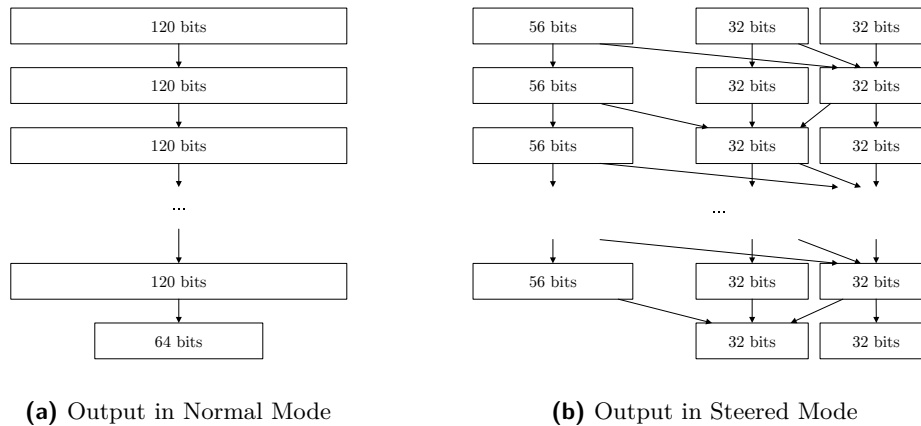 120 bits
120 bits
120 bits
...
120 bits
64 bits
(a) Output in Normal Mode
56 bits 32 bits 32 bits
56 bits 32 bits 32 bits
56 bits 32 bits 32 bits
...
56 bits 32 bits 32 bits
32 bits 32 bits
(b) Output in Steered Mode